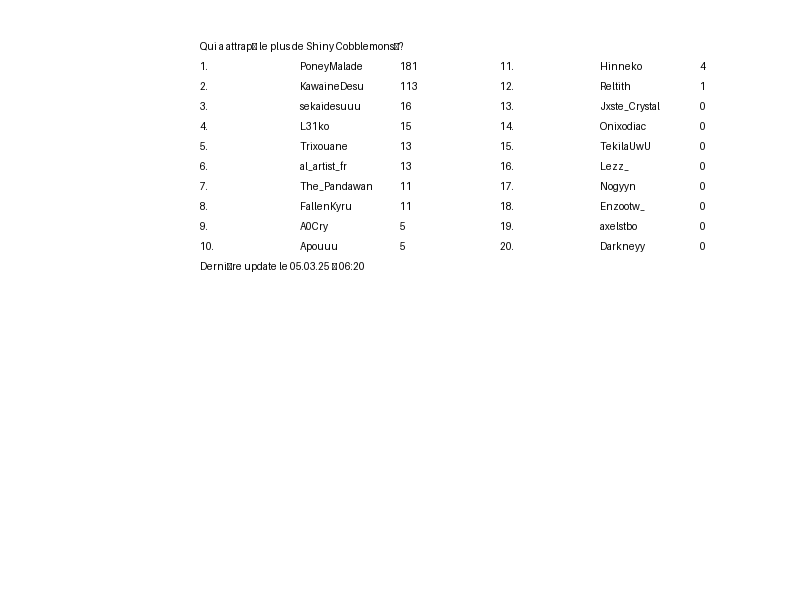 Qui a attrap▯ le plus de Shiny Cobblemons▯?
1. PoneyMalade 181 11. Hinneko 4
2. KawaineDesu 113 12. Reltith 1
3. sekaidesuuu 16 13. Jxste_Crystal 0
4. L31ko 15 14. Onixodiac 0
5. Trixouane 13 15. TekilaUwU 0
6. al_artist_fr 13 16. Lezz_ 0
7. The_Pandawan 11 17. Nogyyn 0
8. FallenKyru 11 18. Enzootw_ 0
9. A0Cry 5 19. axelstbo 0
10. Apouuu 5 20. Darkneyy 0
Derni▯re update le 05.03.25 ▯ 06:20